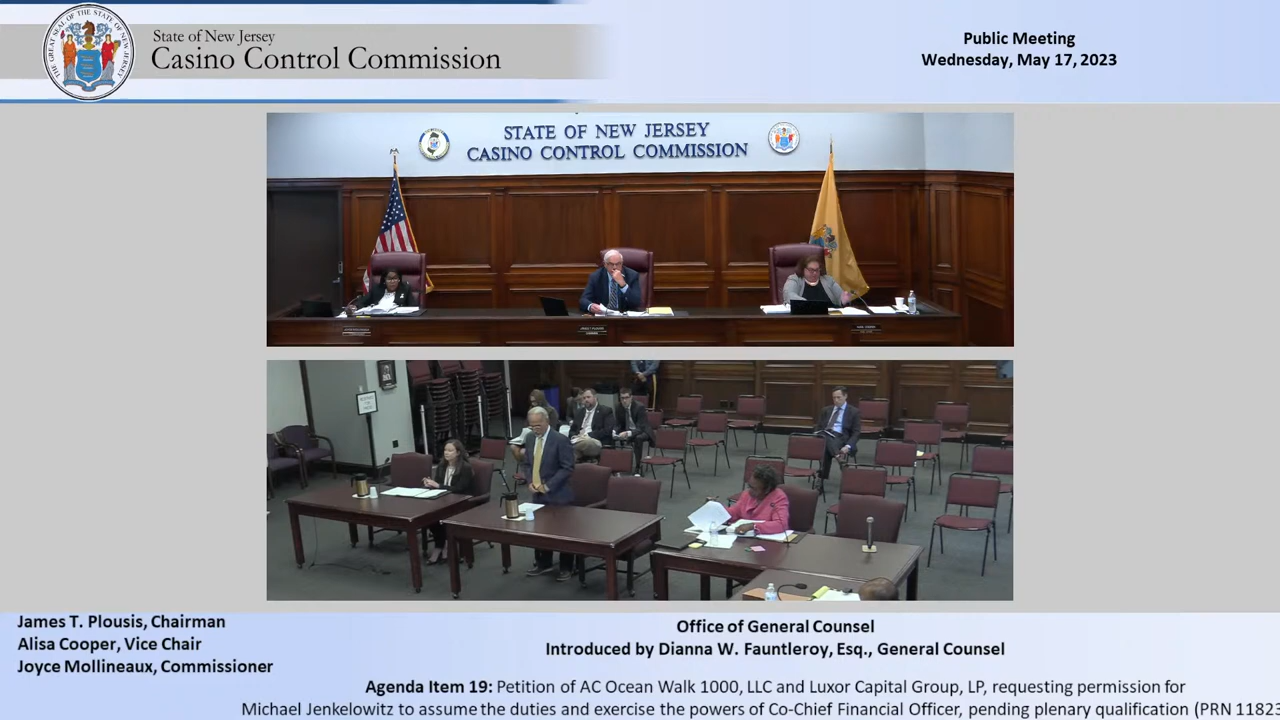 State of New Jersey
Casino Control Commission
Public Meeting
Wednesday, May 17, 2023
STATE OF NEW JERSEY
CASINO CONTROL COMMISSION
James T. Plousis, Chairman
Alisa Cooper, Vice Chair
Joyce Mollineaux, Commissioner
Office of General Counsel
Introduced by Dianna W. Fauntleroy, Esq., General Counsel
Agenda Item 19: Petition of AC Ocean Walk 1000, LLC and Luxor Capital Group, LP, requesting permission for
Michael Jenkelowitz to assume the duties and exercise the powers of Co-Chief Financial Officer, pending plenary qualification (PRN 11823